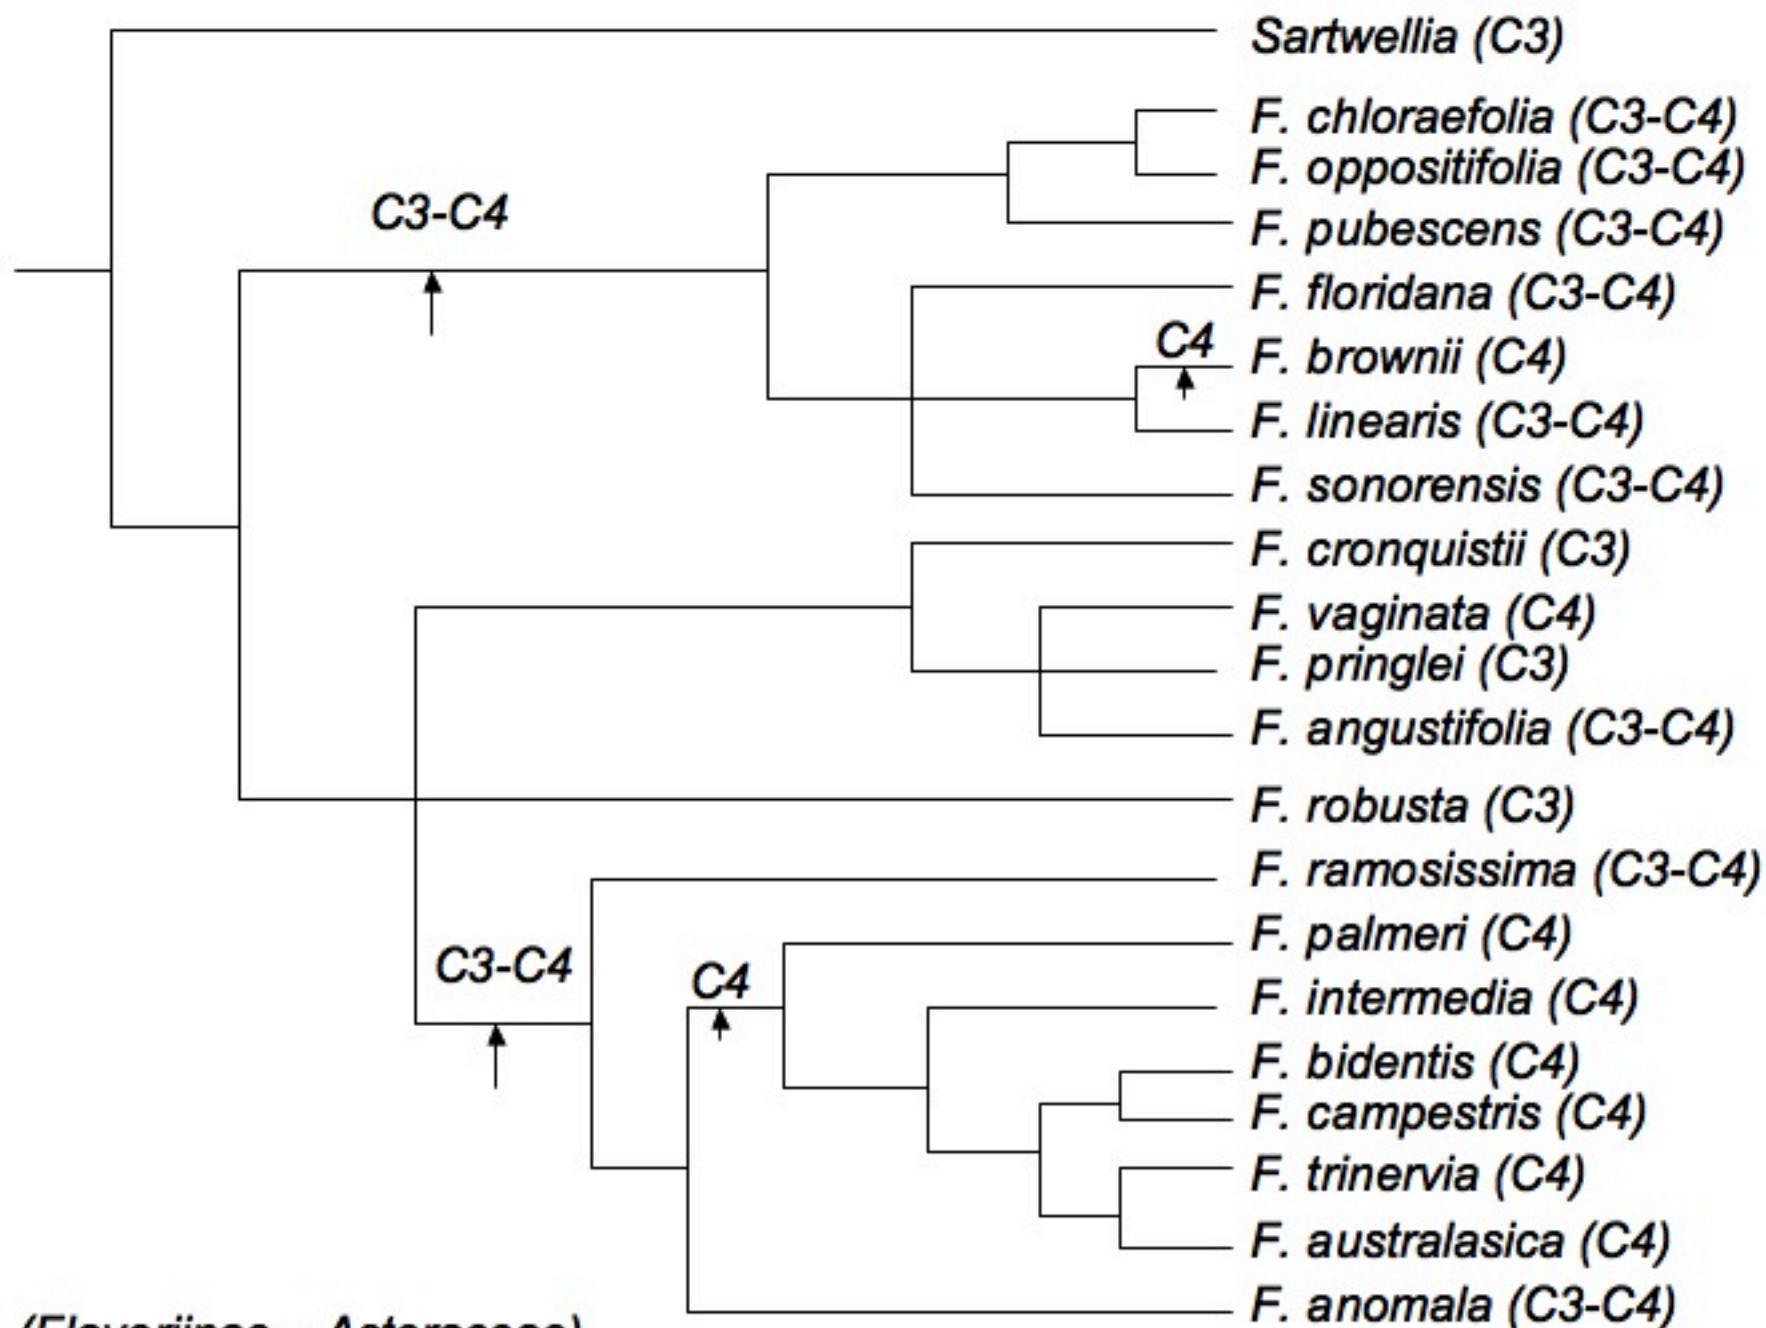 Sartwellia (C3)
F. chloraefolia (C3-C4)
F. oppositifolia (C3-C4)
C3-C4
F. pubescens (C3-C4)
F. floridana (C3-C4)
C4
F. brownii (C4)
F. linearis (C3-C4)
F. sonorensis (C3-C4)
F. cronquistii (C3)
F. vaginata (C4)
F. pringlei (C3)
F. angustifolia (C3-C4)
F. robusta (C3)
F. ramosissima (C3-C4)
F. palmeri (C4)
C3-C4
C4
F. intermedia (C4)
F. bidentis (C4)
F. campestris (C4)
F. trinervia (C4)
F. australasica (C4)
F. anomala (C3-C4)